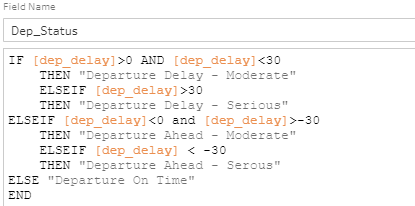 Field Name
Dep_Status
IF [dep_delay]>0 AND [dep_delay]<30
THEN "Departure Delay - Moderate"
ELSEIF [dep_delay]>30
THEN "Departure Delay - Serious"
ELSEIF [dep_delay]<0 and [dep_delay]>-30
THEN "Departure Ahead - Moderate"
ELSEIF [dep_delay] < -30
THEN "Departure Ahead - Serous"
ELSE "Departure On Time"
END